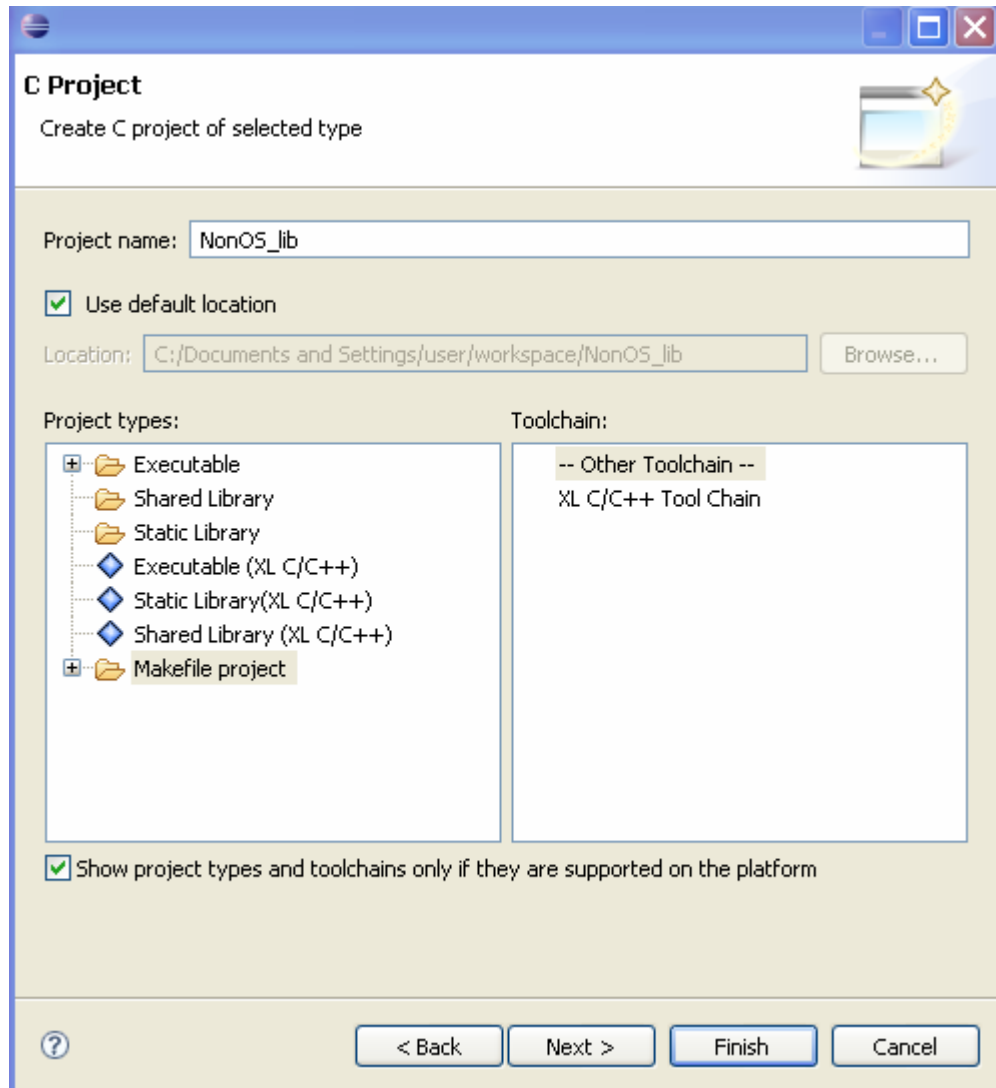 C Project
Create C project of selected type
Project name: NonOS_lib
Use default location
Location: C:/Documents and Settings/user/workspace/NonOS_lib Browse...
Project types: Toolchain:
Executable -- Other Toolchain --
Shared Library XL C/C++ Tool Chain
Static Library
Executable (XL C/C++)
Static Library(XL C/C++)
Shared Library (XL C/C++)
Makefile project
Show project types and toolchains only if they are supported on the platform
? < Back Next > Finish Cancel